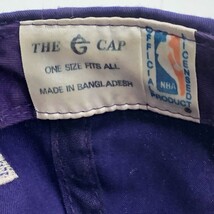 THE G CAP
ONE SIZE FITS ALL
MADE IN BANGLADESH
OFFICIAL
LICENSED
NBA
PRODUCT